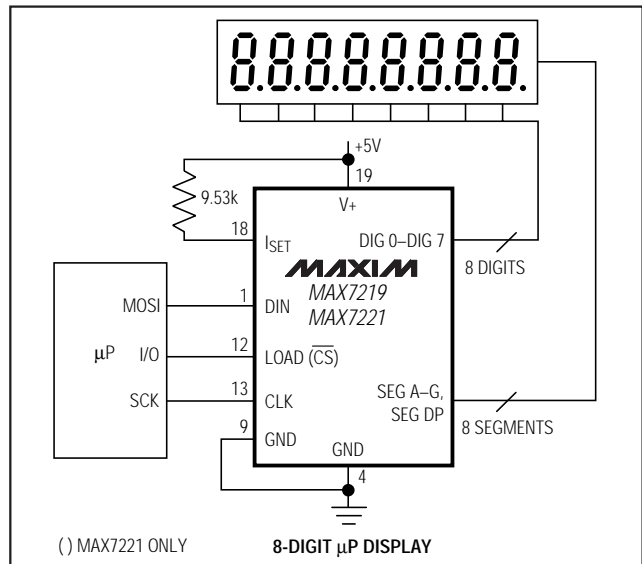 8.8.8.8.8.8.8.8.
+5V
19
9.53k
V+
18
ISET
DIG 0–DIG 7
MAXIM
8 DIGITS
MAX7219
MAX7221
MOSI
1
DIN
µP
I/O
12
LOAD (C̅S̅)
SCK
13
CLK
SEG A–G,
SEG DP
9
GND
8 SEGMENTS
GND
4
( ) MAX7221 ONLY
8-DIGIT µP DISPLAY